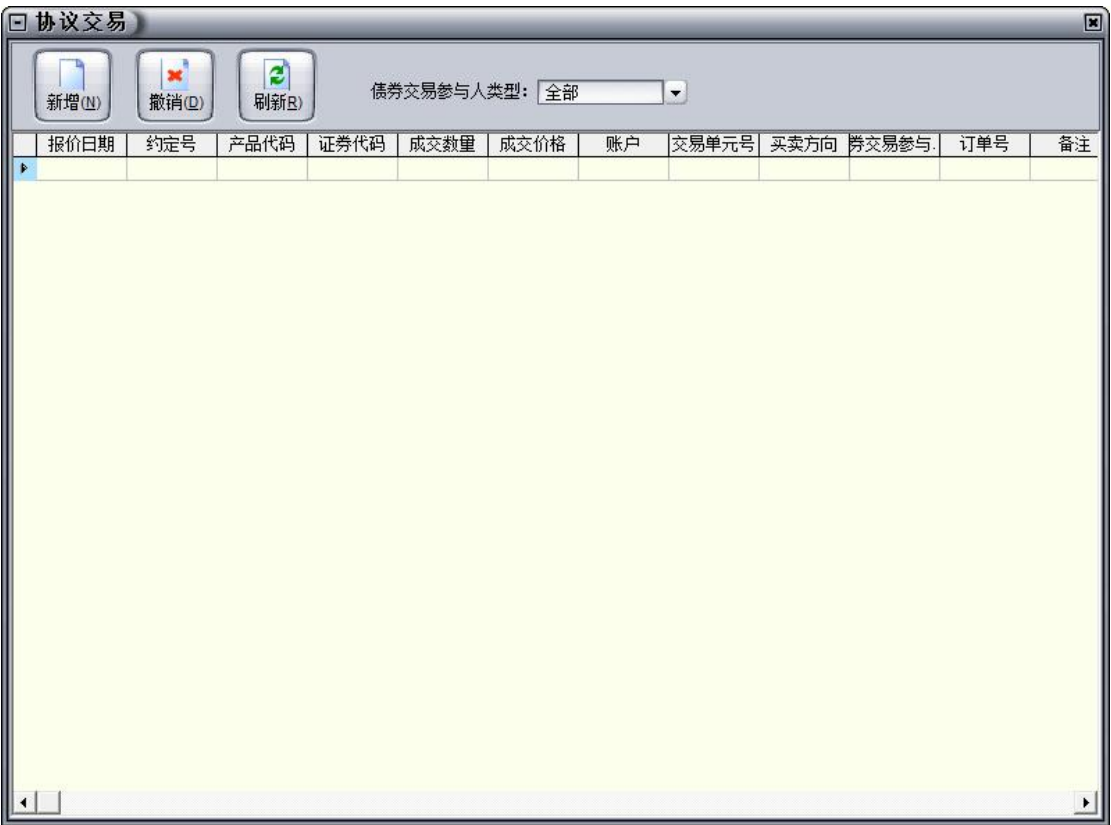 协议交易
新增(N) 撤销(D) 刷新R) 债券交易参与人类型: 全部
报价日期 约定号 产品代码 证券代码 成交数量 成交价格 账户 交易单元号 买卖方向 券交易参与. 订单号 备注